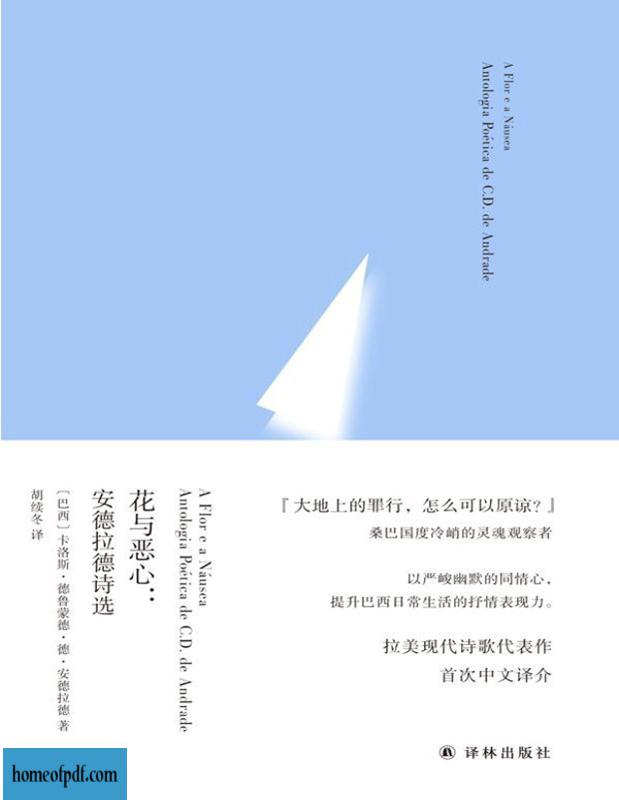 A Flor e a Náusea
Antologia Poética de C.D. de Andrade
花与恶心：
安德拉德诗选
A Flor e a Náusea
Antologia Poética de C.D. de Andrade
［巴西］卡洛斯·德鲁蒙德·德·安德拉德 著
胡续冬 译
『大地上的罪行，怎么可以原谅？』
桑巴国度冷峭的灵魂观察者
以严峻幽默的同情心，
提升巴西日常生活的抒情表现力。
拉美现代诗歌代表作
首次中文译介
译林出版社
homeofpdf.com